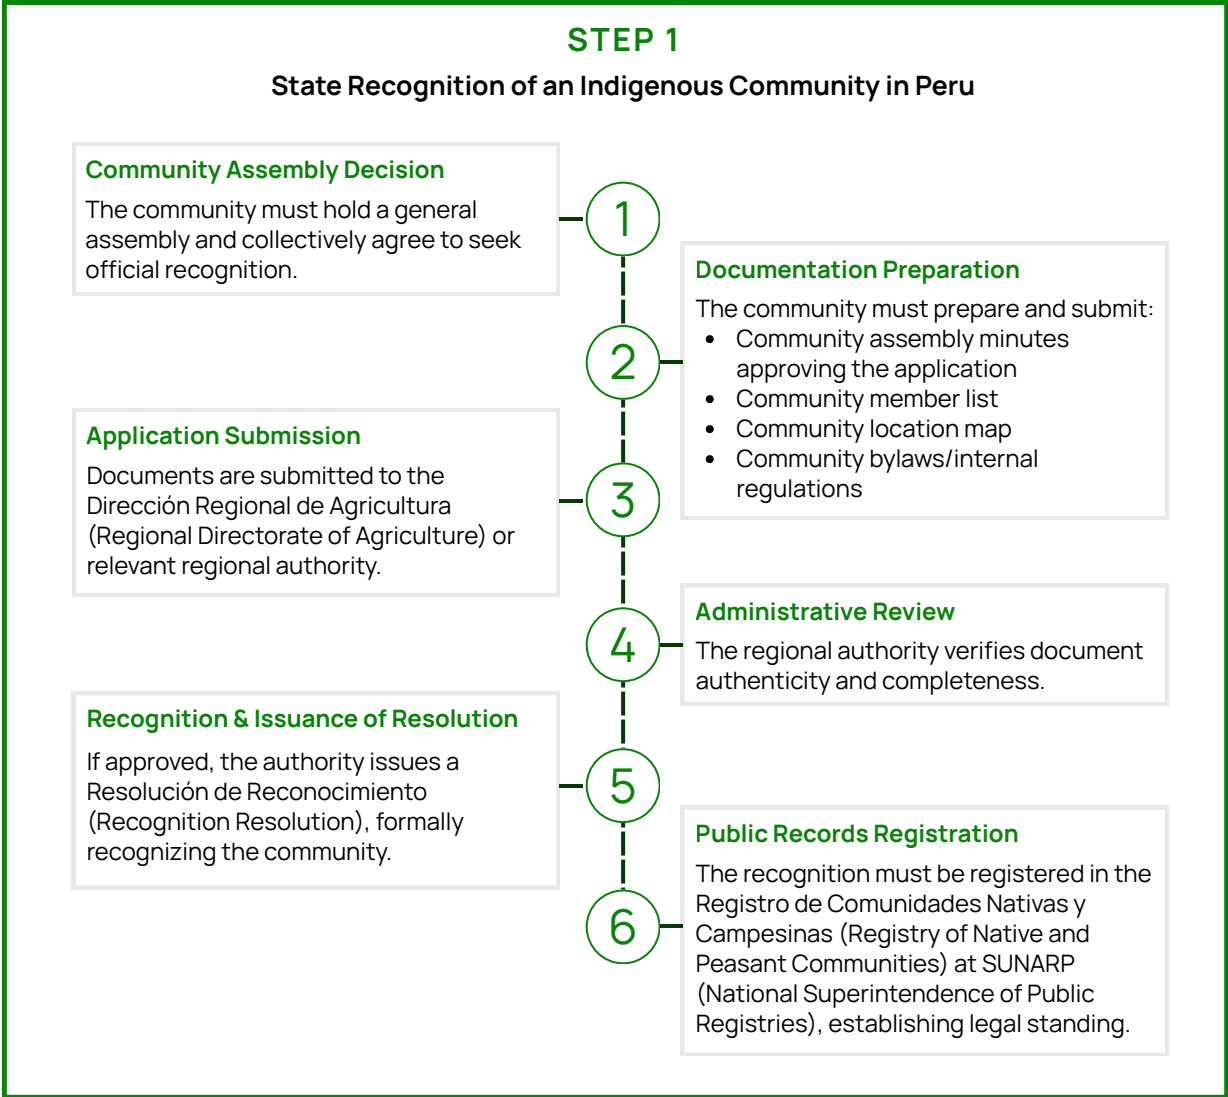 STEP 1
State Recognition of an Indigenous Community in Peru
Community Assembly Decision
The community must hold a general
assembly and collectively agree to seek
official recognition.
1
Documentation Preparation
The community must prepare and submit:
• Community assembly minutes
approving the application
• Community member list
• Community location map
• Community bylaws/internal
regulations
2
Application Submission
Documents are submitted to the
Dirección Regional de Agricultura
(Regional Directorate of Agriculture) or
relevant regional authority.
3
Administrative Review
The regional authority verifies document
authenticity and completeness.
4
Recognition & Issuance of Resolution
If approved, the authority issues a
Resolución de Reconocimiento
(Recognition Resolution), formally
recognizing the community.
5
Public Records Registration
The recognition must be registered in the
Registro de Comunidades Nativas y
Campesinas (Registry of Native and
Peasant Communities) at SUNARP
(National Superintendence of Public
Registries), establishing legal standing.
6